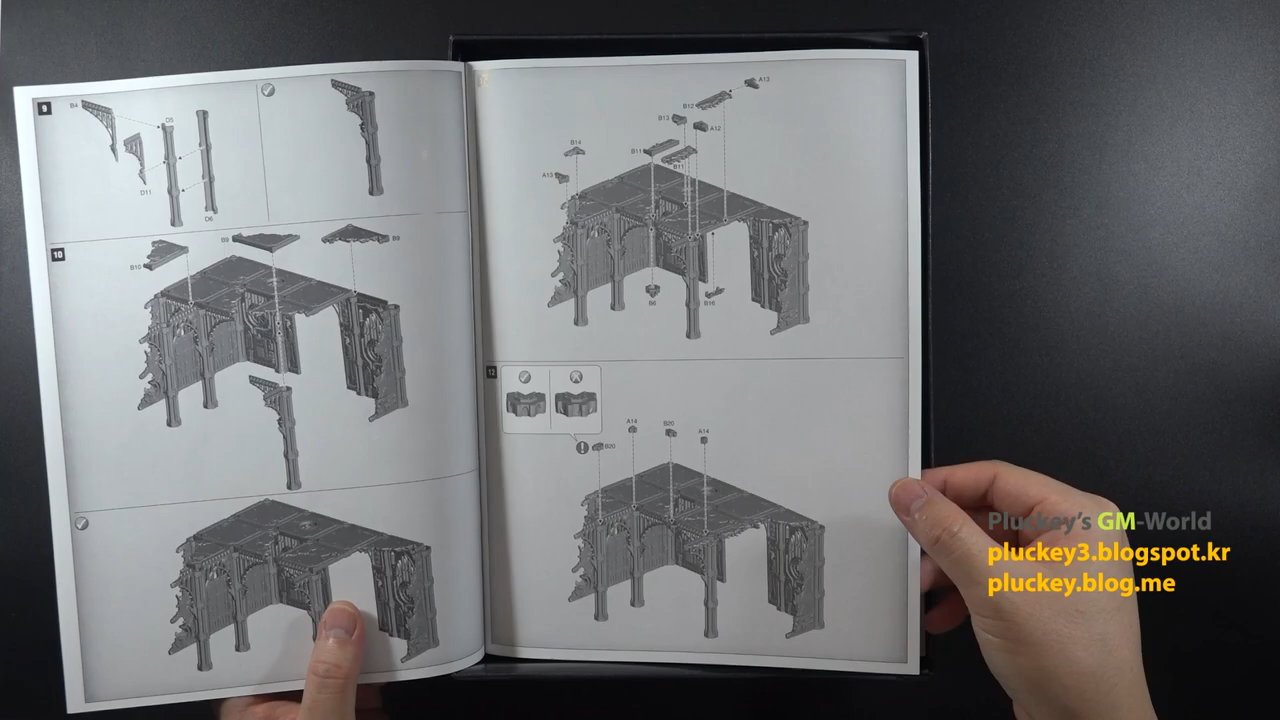 9
B4
D5
D11
D6
10
B10
B9
B9
A13
B12
B13
A12
B14
B11
B11
A15
B6
B16
12
B20
A14
B20
A14
Pluckey's GM-World
pluckey3.blogspot.kr
pluckey.blog.me